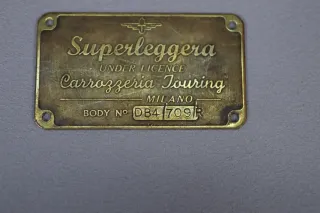 Superleggera
UNDER LICENCE
Carrozzeria Touring
MILANO
BODY No DB4/709/R